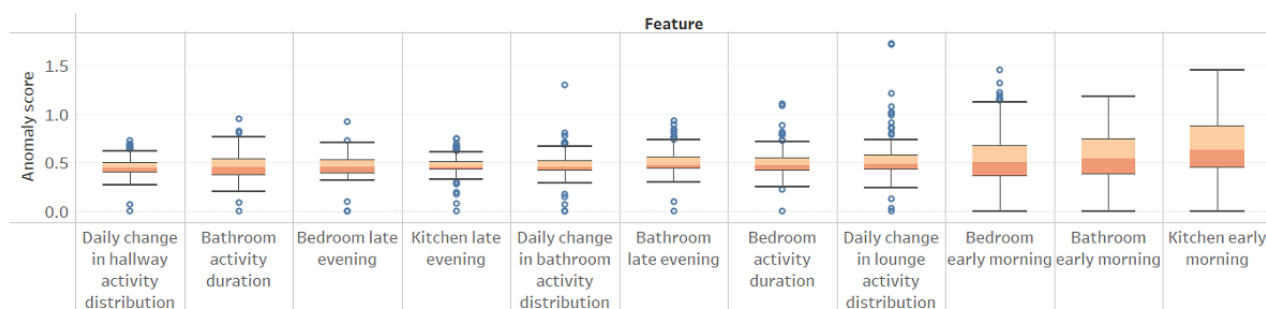 Feature
Anomaly score
1.5
1.0
0.5
0.0
Daily change
in hallway
activity
distribution
Bathroom
activity
duration
Bedroom late
evening
Kitchen late
evening
Daily change
in bathroom
activity
distribution
Bathroom
late evening
Bedroom
activity
duration
Daily change
in lounge
activity
distribution
Bedroom
early morning
Bathroom
early morning
Kitchen early
morning